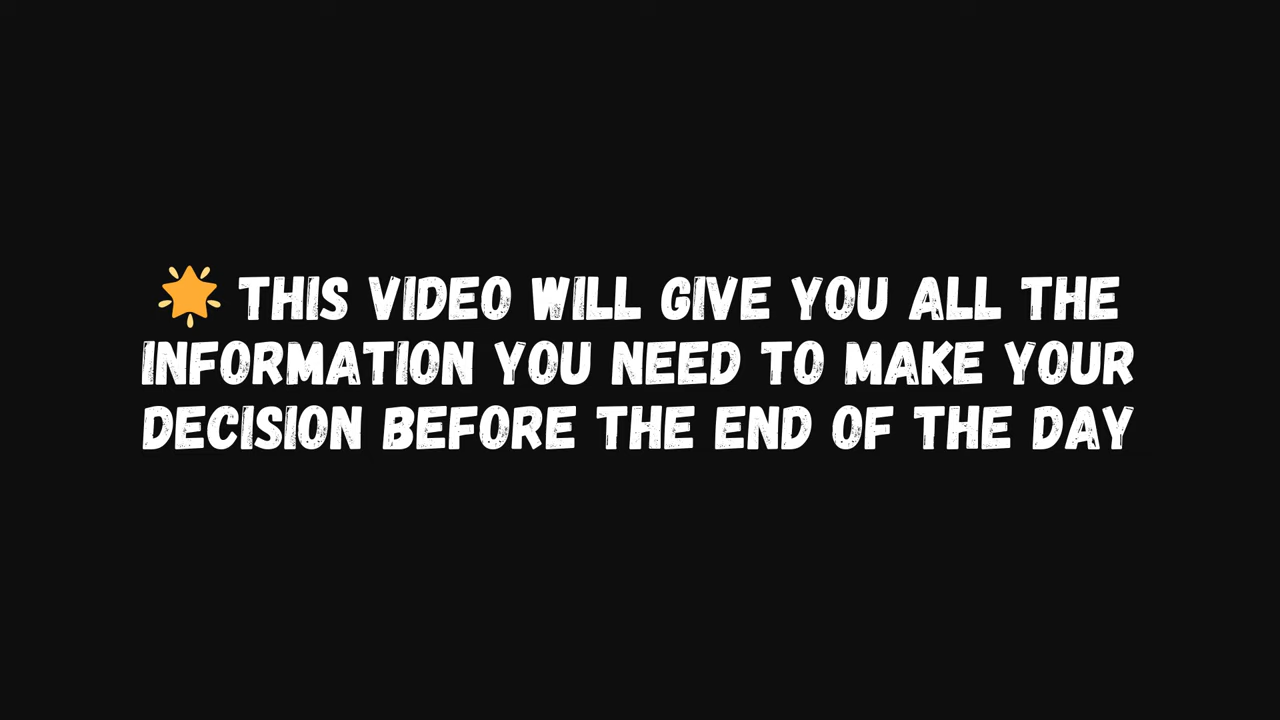 🌟 THIS VIDEO WILL GIVE YOU ALL THE
INFORMATION YOU NEED TO MAKE YOUR
DECISION BEFORE THE END OF THE DAY